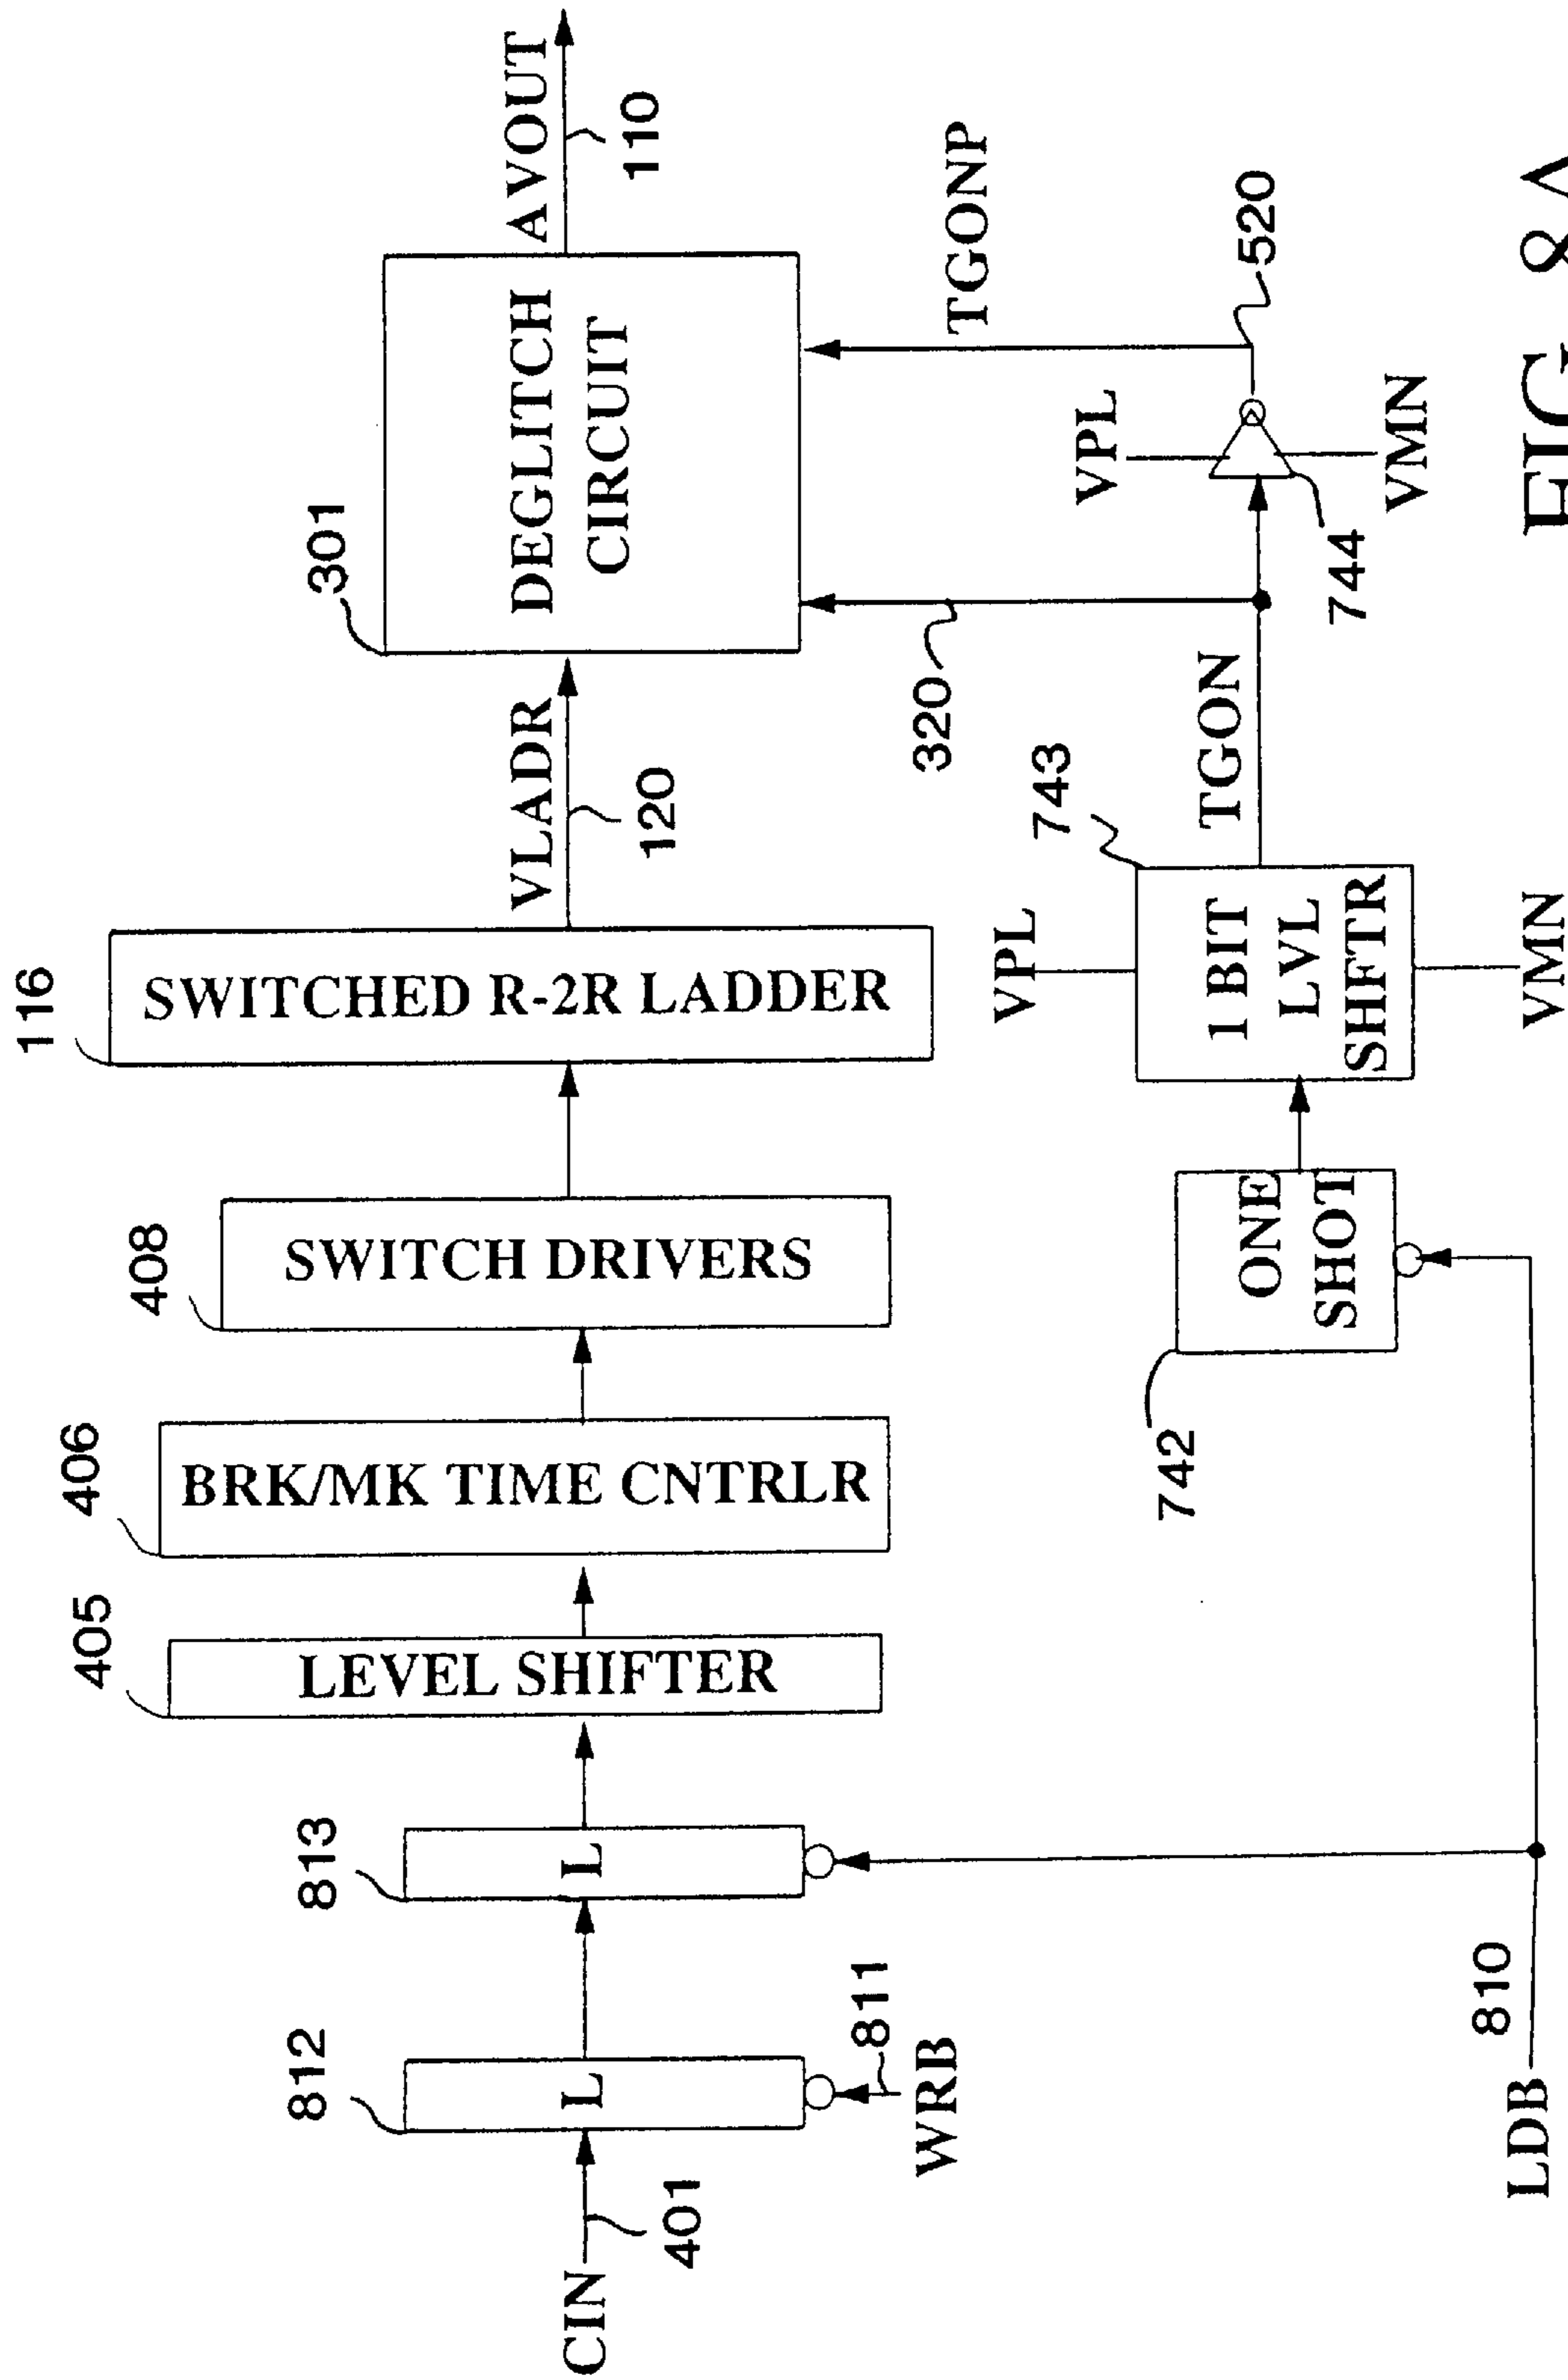 CIN
401
812
L
811
WRB
813
L
405
LEVEL SHIFTER
406
BRK/MK TIME CNTRLR
408
SWITCH DRIVERS
116
SWITCHED R-2R LADDER
VLADR
120
301
DEGLITCH
CIRCUIT
AVOUT
110
LDB
810
742
ONE
SHOT
743
1 BIT
LVL
SHFTR
VPL
VMN
TGON
320
744
VPL
VMN
520
TGONP